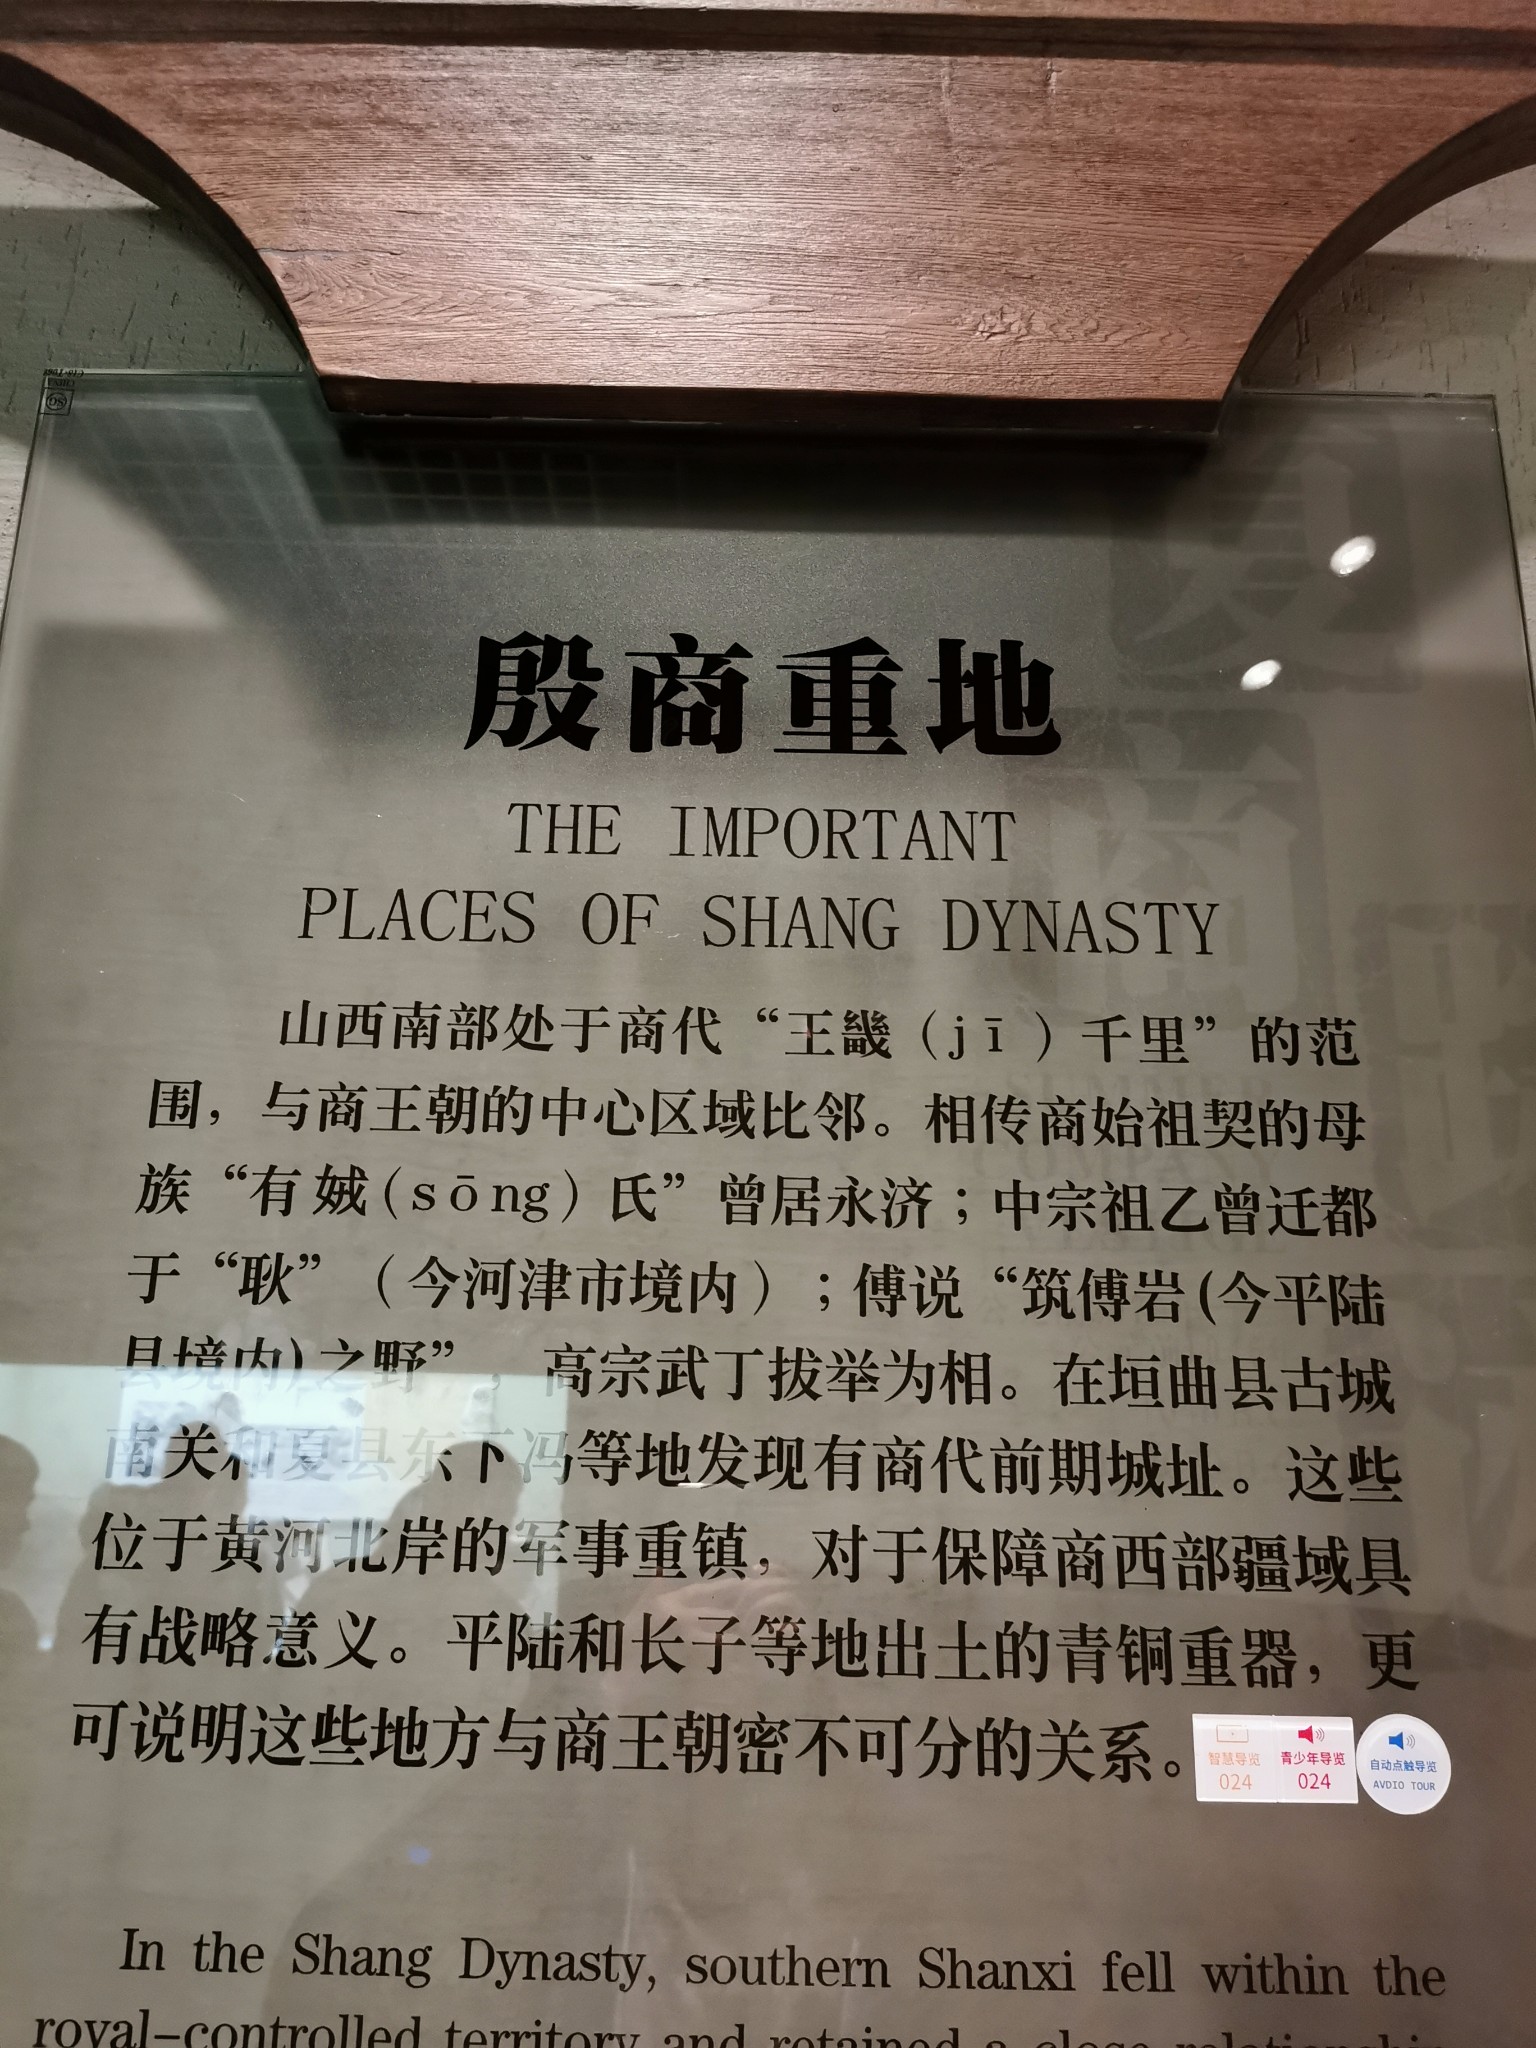 殷商重地
THE IMPORTANT
PLACES OF SHANG DYNASTY
山西南部处于商代“王畿（jī）千里”的范
围，与商王朝的中心区域比邻。相传商始祖契的母
族“有娀(sōng）氏”曾居永济；中宗祖乙曾迁都
于“耿”（今河津市境内）；傅说“筑傅岩(今平陆
县境内)之野”，高宗武丁拔举为相。在垣曲县古城
南关和夏县东下冯等地发现有商代前期城址。这些
位于黄河北岸的军事重镇，对于保障商西部疆域具
有战略意义。平陆和长子等地出土的青铜重器，更
可说明这些地方与商王朝密不可分的关系。
智慧导览
024
青少年导览
024
自动点触导览
AVDIO TOUR
In the Shang Dynasty, southern Shanxi fell within the
royal-controlled territory and retained a close relationship